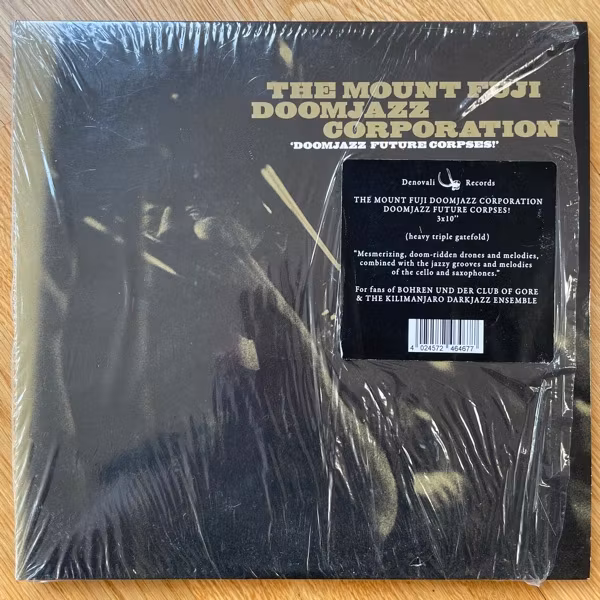 THE MOUNT FUJI
DOOMJAZZ
CORPORATION
'DOOMJAZZ FUTURE CORPSES!'
Denovali Records
THE MOUNT FUJI DOOMJAZZ CORPORATION
DOOMJAZZ FUTURE CORPSES!
3x10''
(heavy triple gatefold)
"Mesmerizing, doom-ridden drones and melodies,
combined with the jazzy grooves and melodies
of the cello and saxophones."
For fans of BOHREN UND DER CLUB OF GORE
& THE KILIMANJARO DARKJAZZ ENSEMBLE
4 024572 464677